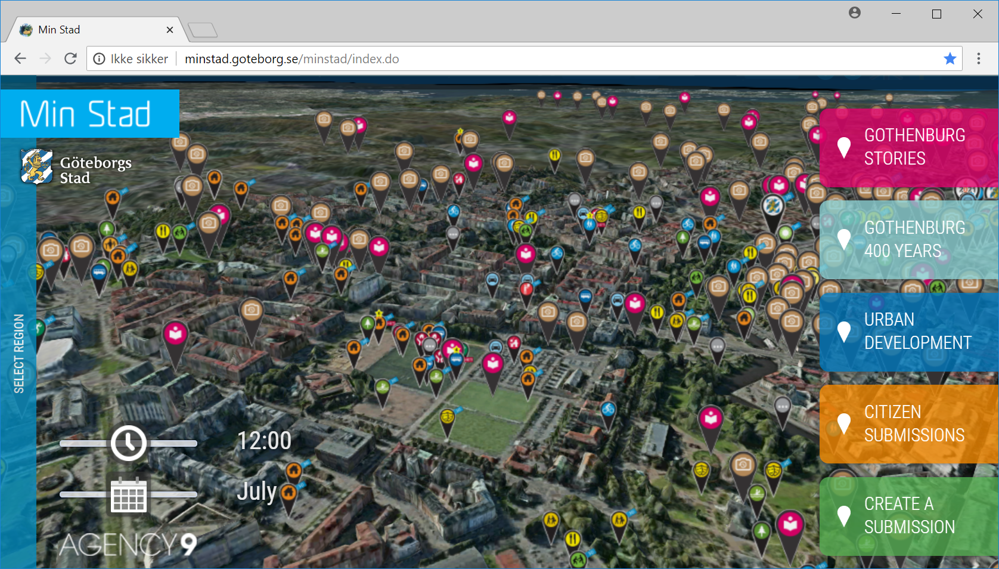 Min Stad
Ikke sikker
minstad.goteborg.se/minstad/index.do
Min Stad
Göteborgs
Stad
SELECT REGION
GOTHENBURG
STORIES
GOTHENBURG
400 YEARS
URBAN
DEVELOPMENT
CITIZEN
SUBMISSIONS
CREATE A
SUBMISSION
12:00
July
AGENCY9